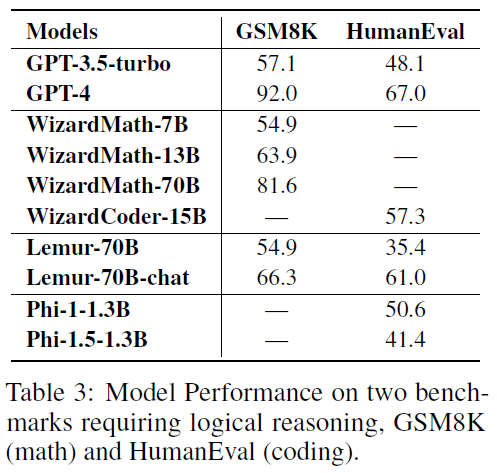 Models GSM8K HumanEval
GPT-3.5-turbo 57.1 48.1
GPT-4 92.0 67.0
WizardMath-7B 54.9 —
WizardMath-13B 63.9 —
WizardMath-70B 81.6 —
WizardCoder-15B — 57.3
Lemur-70B 54.9 35.4
Lemur-70B-chat 66.3 61.0
Phi-1-1.3B — 50.6
Phi-1.5-1.3B — 41.4
Table 3: Model Performance on two bench-
marks requiring logical reasoning, GSM8K
(math) and HumanEval (coding).